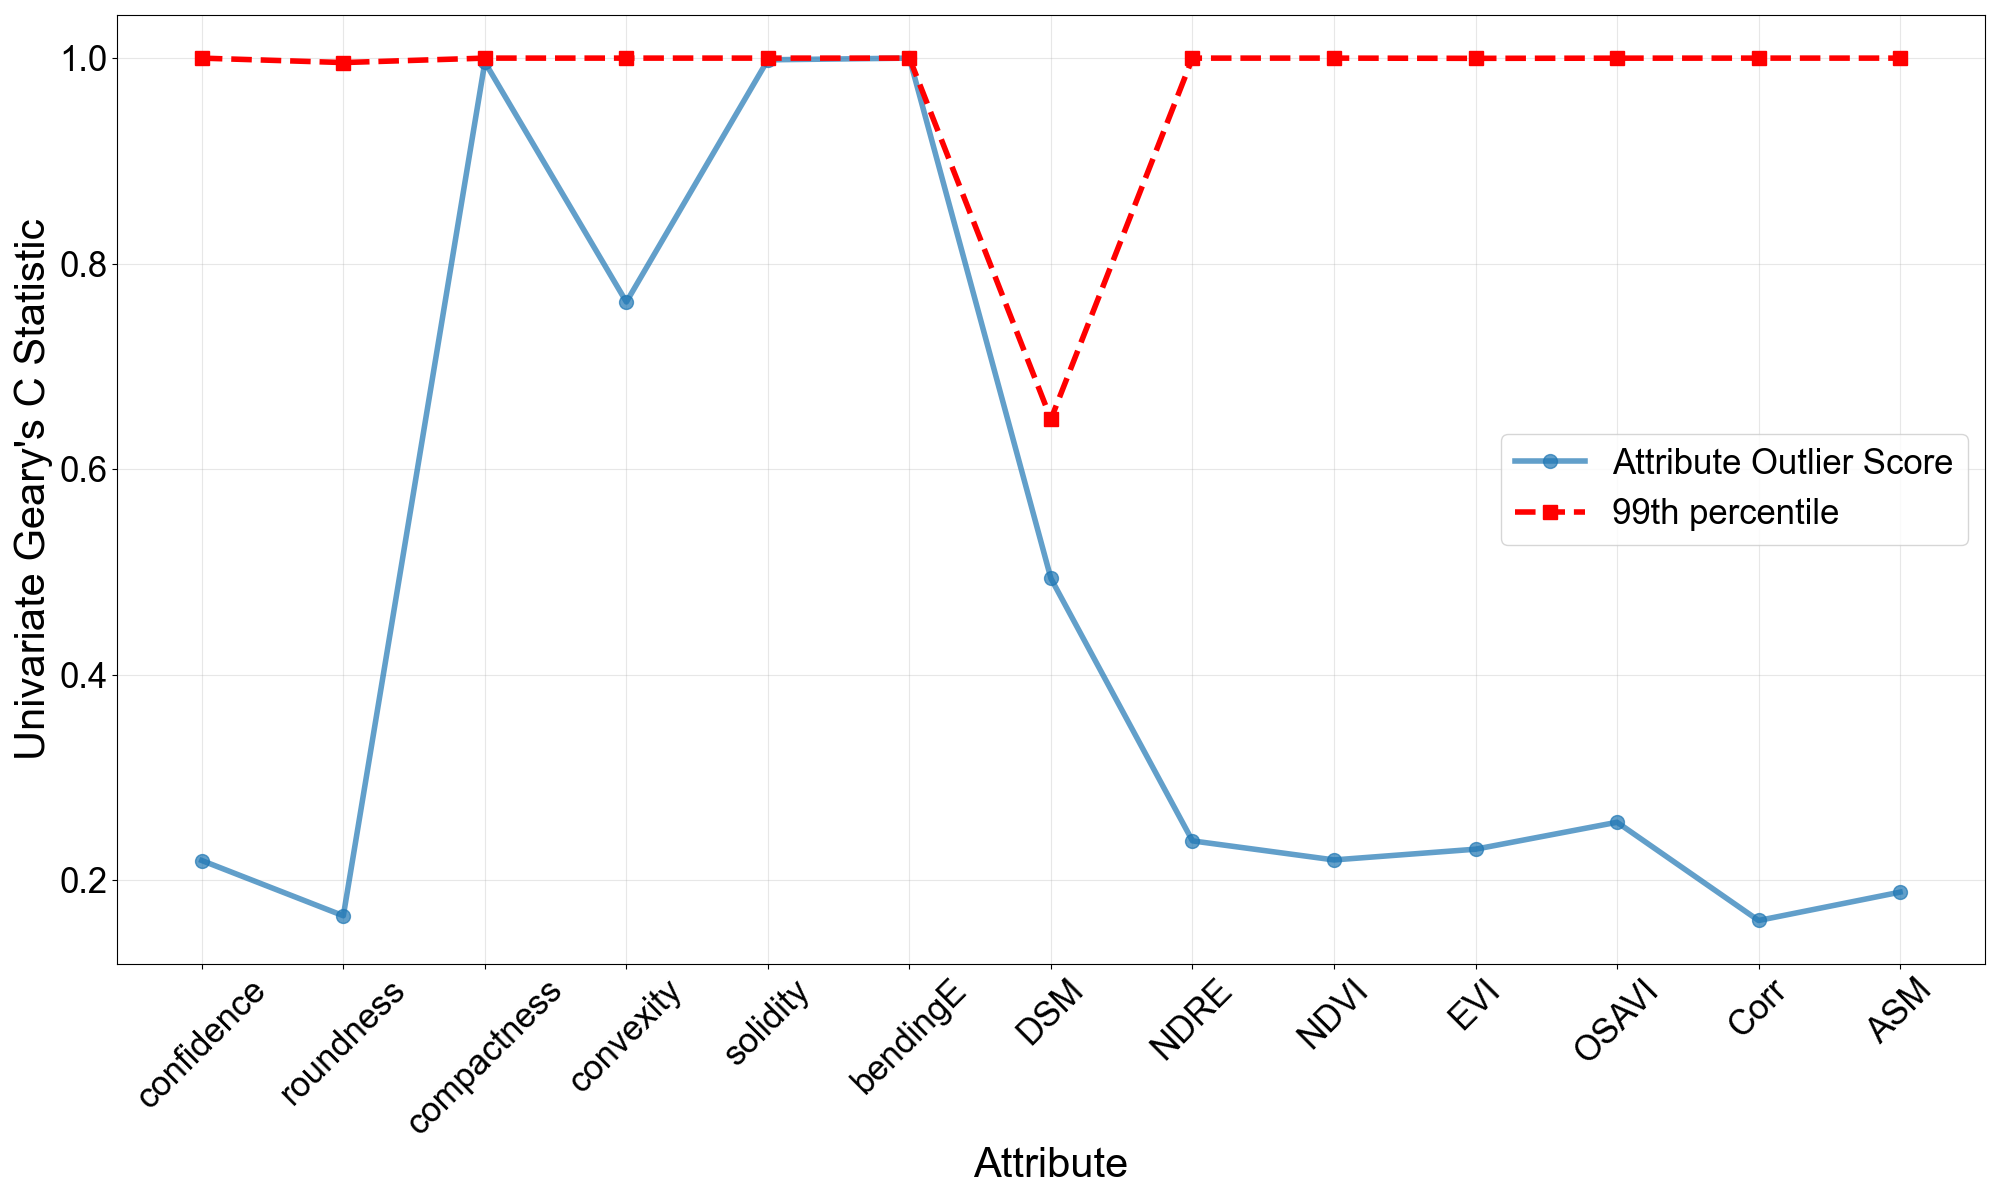 Univariate Geary's C Statistic
1.0
0.8
0.6
0.4
0.2
Attribute Outlier Score
99th percentile
confidence
roundness
compactness
convexity
solidity
bendingE
DSM
NDRE
NDVI
EVI
OSAVI
Corr
ASM
Attribute